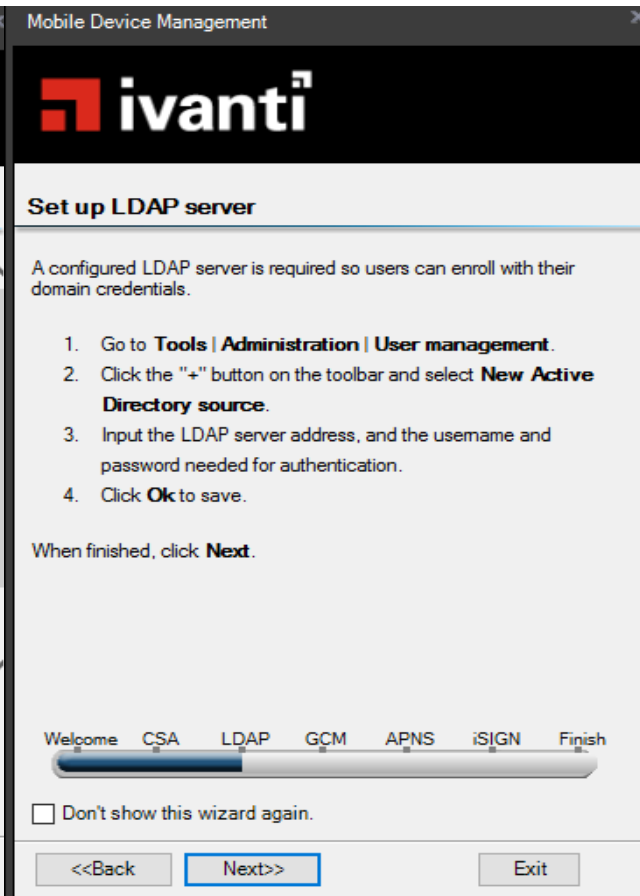 Mobile Device Management
ivanti
Set up LDAP server
A configured LDAP server is required so users can enroll with their
domain credentials.
1. Go to Tools | Administration | User management.
2. Click the "+" button on the toolbar and select New Active
Directory source.
3. Input the LDAP server address, and the username and
password needed for authentication.
4. Click Ok to save.
When finished, click Next.
Welcome CSA LDAP GCM APNS iSIGN Finish
Don't show this wizard again.
<<Back Next>> Exit